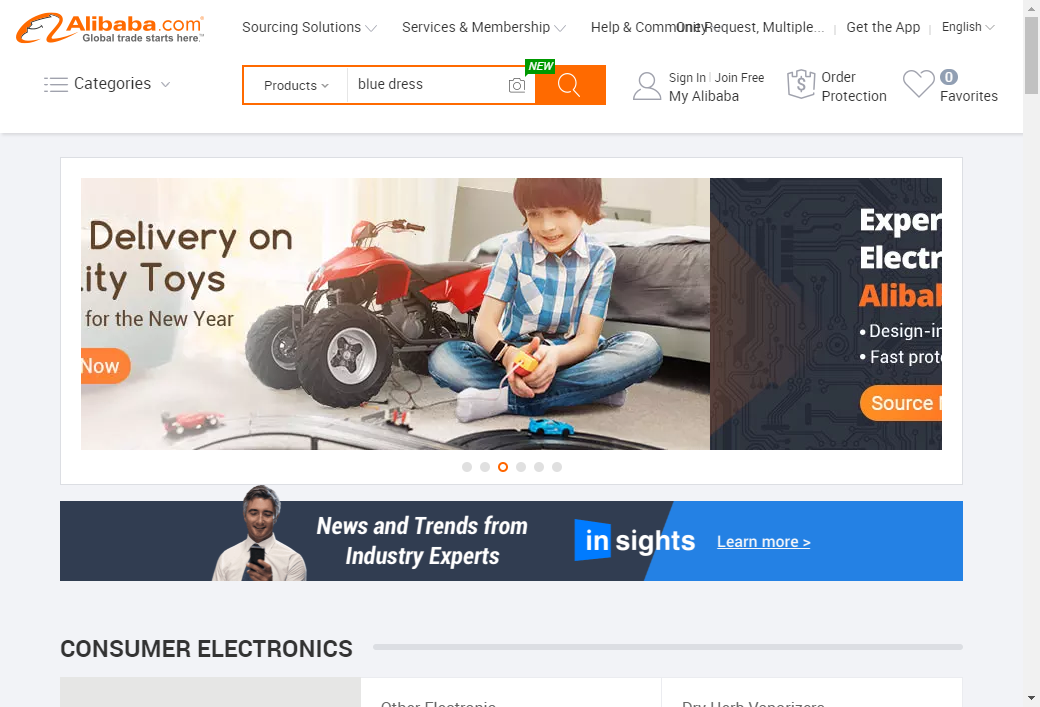 Alibaba.com
Global trade starts here.™
Sourcing Solutions
Services & Membership
Help & Community
One Request, Multiple...
Get the App
English
Categories
Products
blue dress
NEW
Sign In | Join Free
My Alibaba
Order
Protection
0
Favorites
Delivery on
ity Toys
for the New Year
Now
Exper
Electr
Alibal
• Design-in
• Fast prot
Source
News and Trends from
Industry Experts
in sights
Learn more >
CONSUMER ELECTRONICS
Other Electronic
Dry Herb Vaporizers